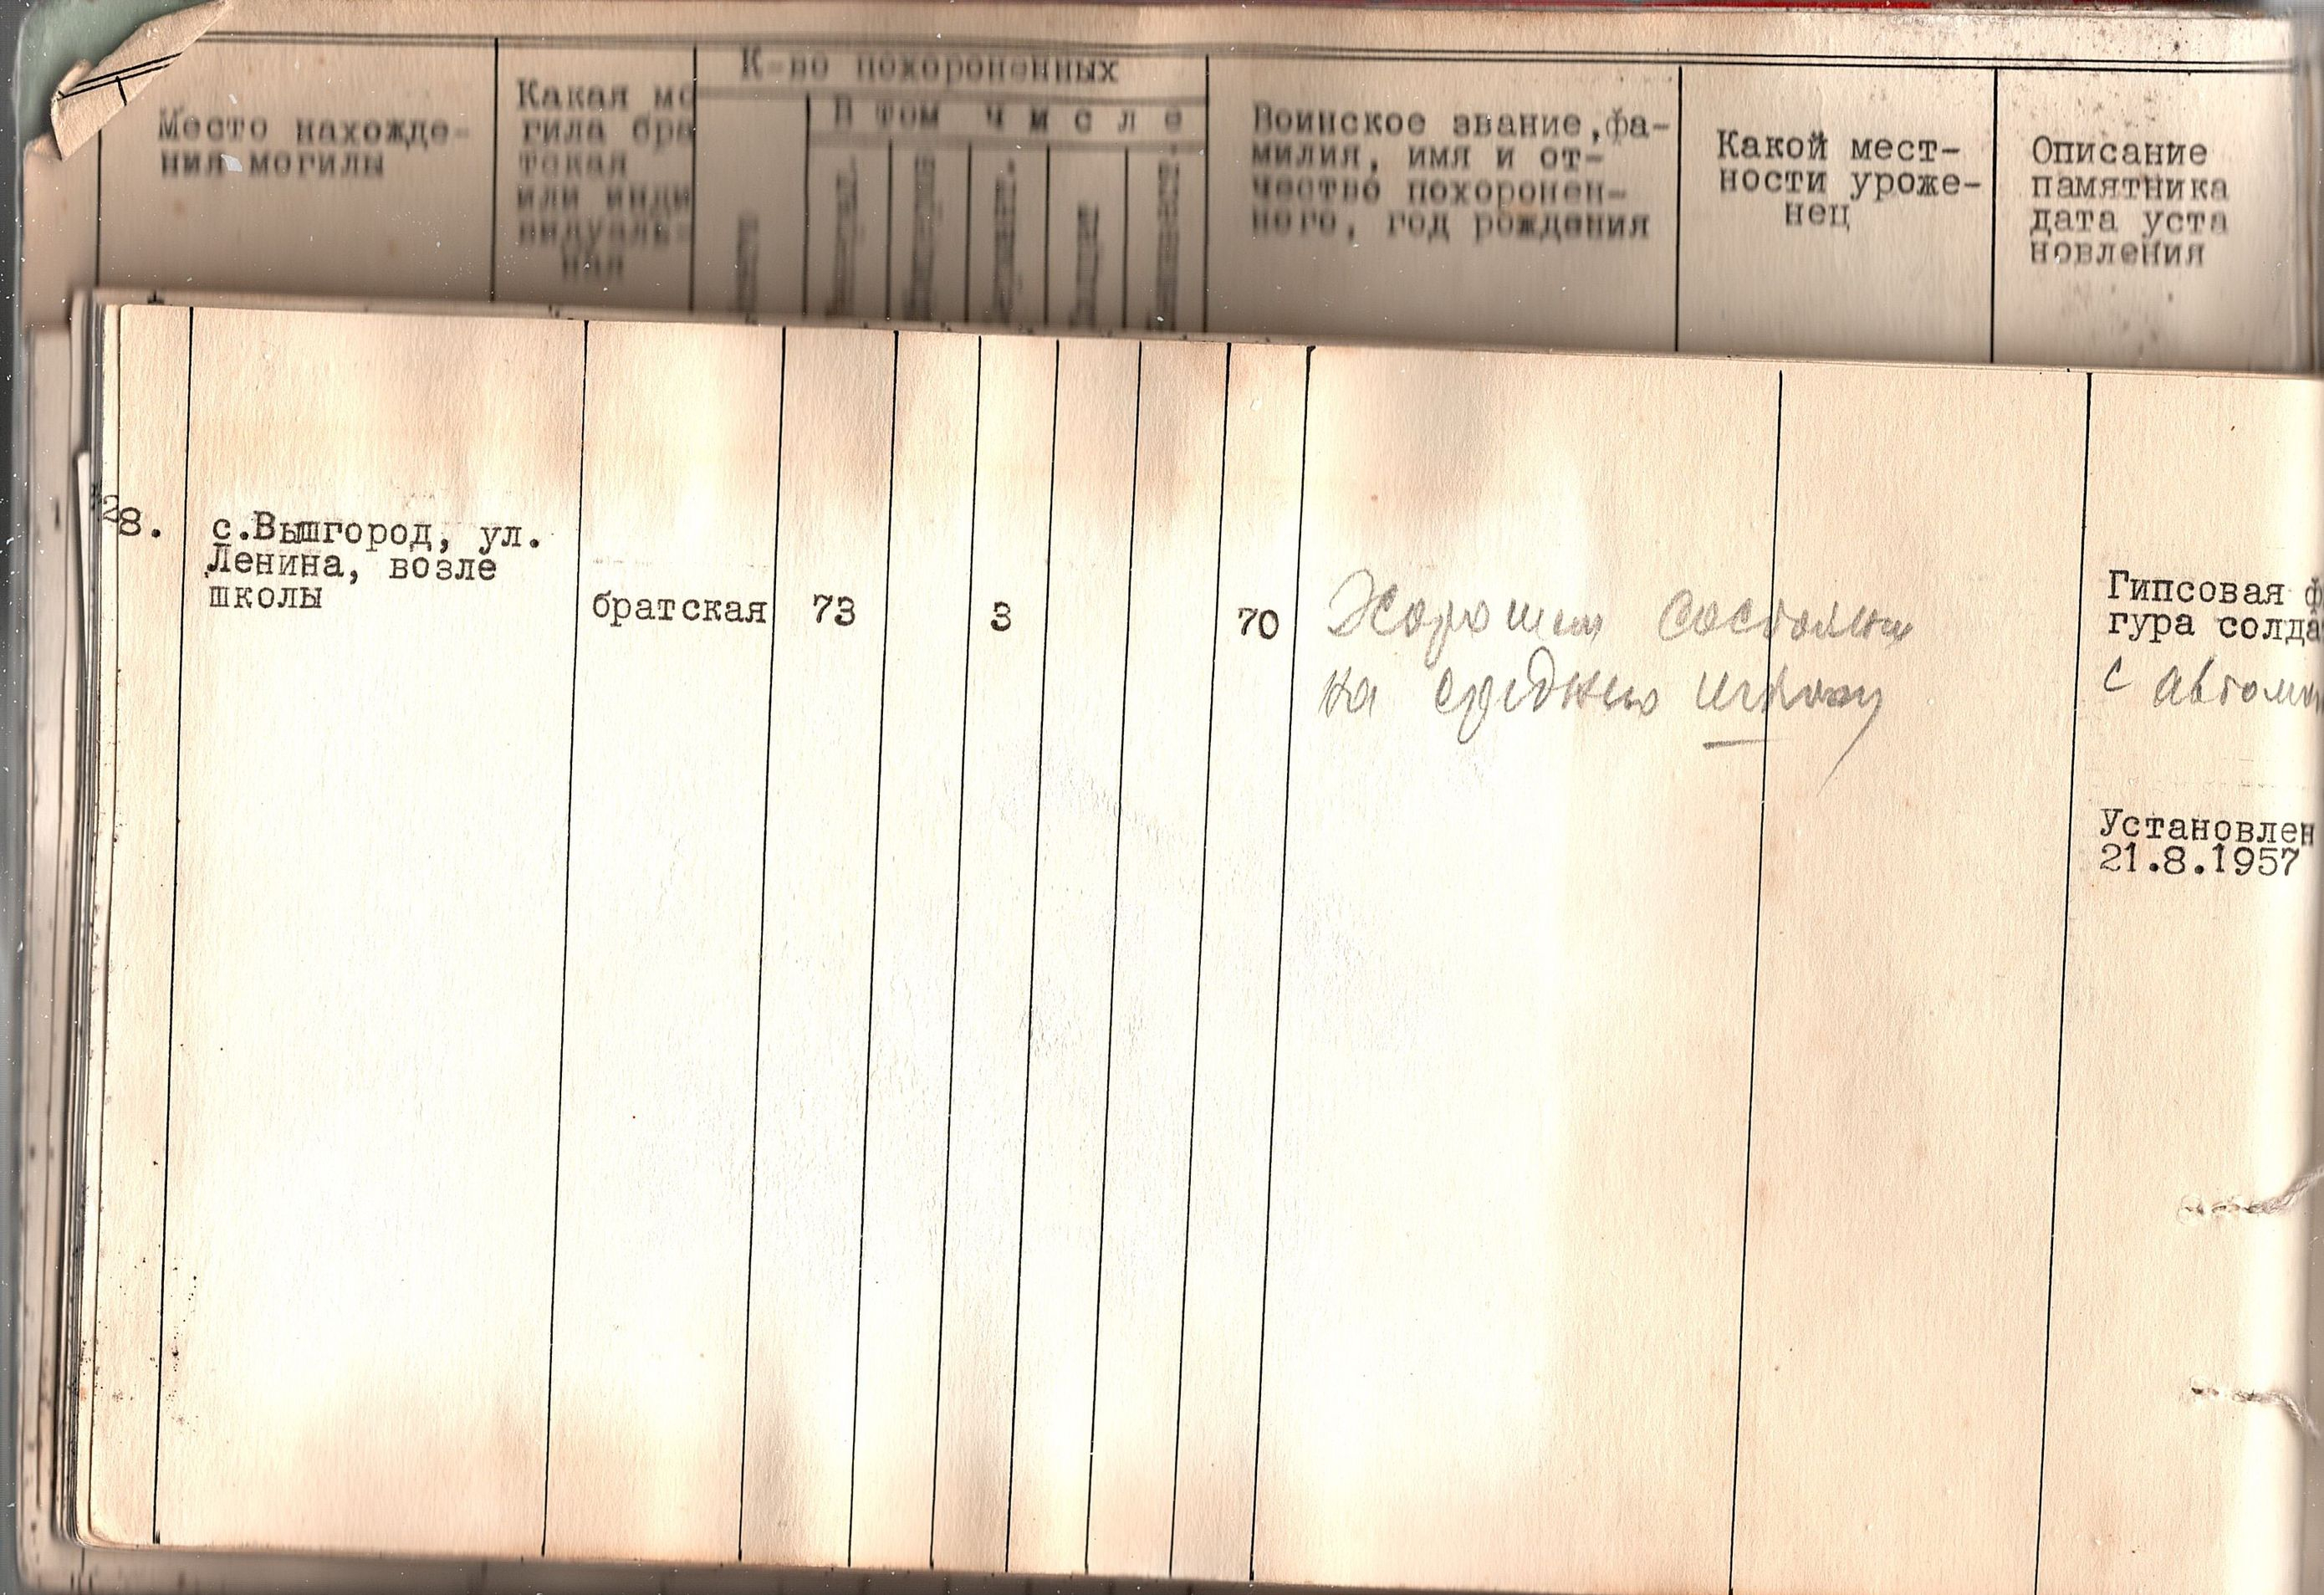 К-во похороненных
В том числе
Место нахожде-
ния могилы
Какая мо
гила бра
тская
или инди
видуаль-
ная
Воинское звание, фа-
милия, имя и от-
чество похоронен-
ного, год рождения
Какой мест-
ности уроже-
нец
Описание
памятника
дата уста
новления
28.
с.Вышгород, ул.
Ленина, возле
школы
братская
73
3
70
на
Гипсовая ф
гура солда
с автома
Установлен
21.8.1957